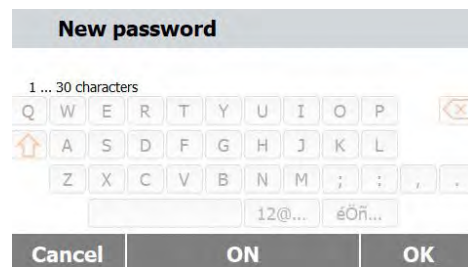 New password
1 ... 30 characters
Q W E R T Y U I O P
A S D F G H J K L
Z X C V B N M ; : , .
12@... éÖñ...
Cancel ON OK